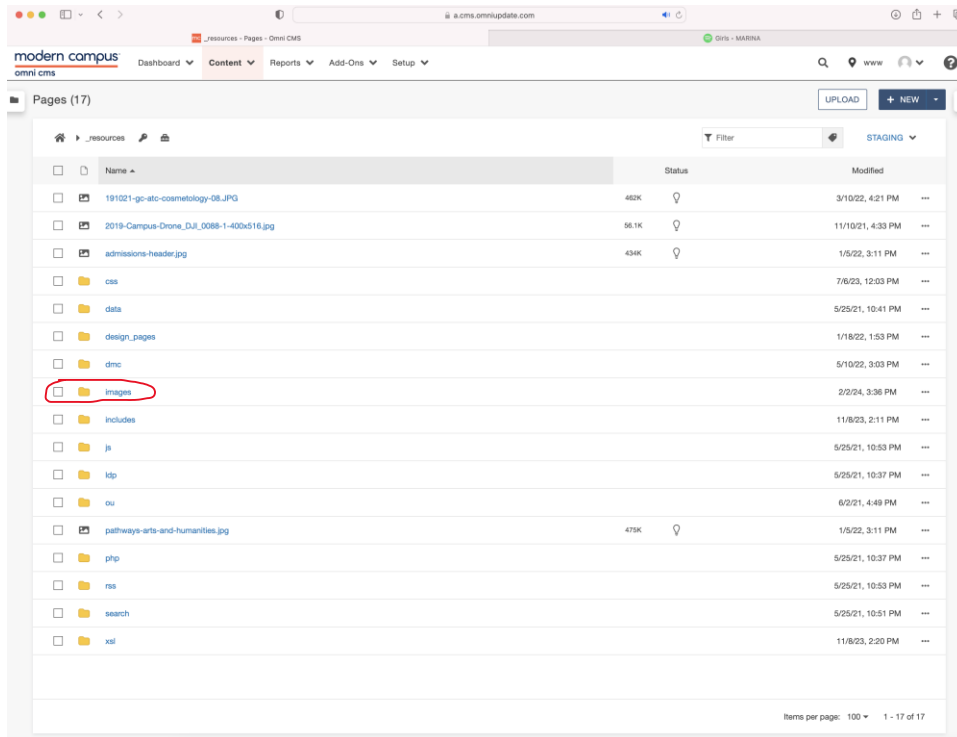 a.cms.omniupdate.com
_resources - Pages - Omni CMS
Girls - MARINA
modern campus
omni cms
Dashboard Content Reports Add-Ons Setup www
Pages (17) UPLOAD + NEW
_resources Filter STAGING
Name Status Modified
191021-gc-atc-cosmetology-08.JPG 462K 3/10/22, 4:21 PM
2019-Campus-Drone_DJI_0088-1-400x516.jpg 56.1K 11/10/21, 4:33 PM
admissions-header.jpg 434K 1/5/22, 3:11 PM
css 7/6/23, 12:03 PM
data 5/25/21, 10:41 PM
design_pages 1/18/22, 1:53 PM
dmc 5/10/22, 3:03 PM
images 2/2/24, 3:36 PM
includes 11/8/23, 2:11 PM
js 5/25/21, 10:53 PM
ldp 5/25/21, 10:37 PM
ou 6/2/21, 4:49 PM
pathways-arts-and-humanities.jpg 475K 1/5/22, 3:11 PM
php 5/25/21, 10:37 PM
rss 5/25/21, 10:53 PM
search 5/25/21, 10:51 PM
xsl 11/8/23, 2:20 PM
Items per page: 100 1 - 17 of 17